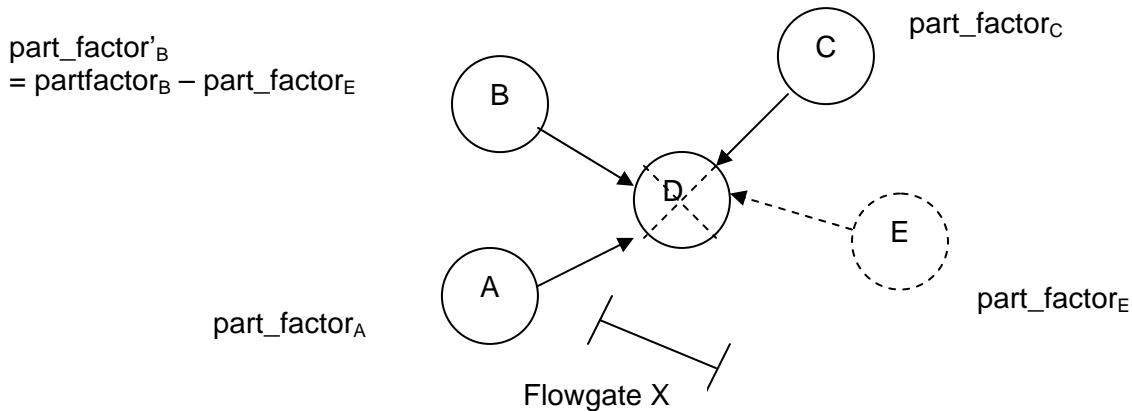 part_factor’B
= partfactorB – part_factorE
B
C
part_factorC
D
E
part_factorE
A
part_factorA
Flowgate X